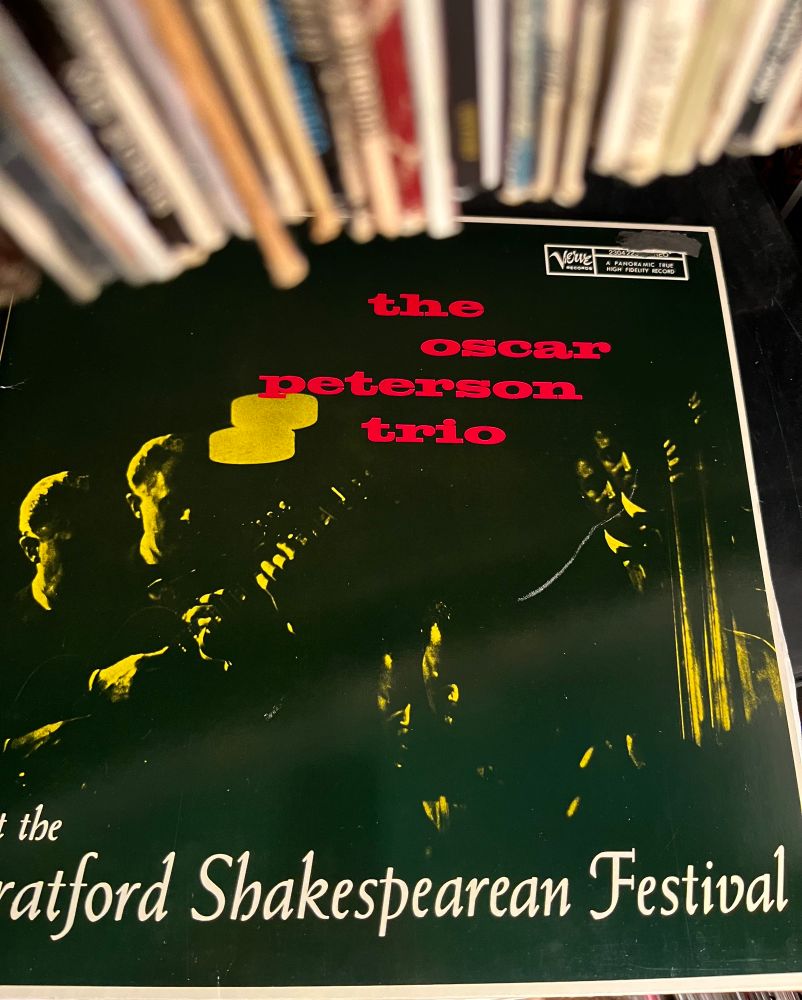 Verve
RECORDS
A PANORAMIC TRUE
HIGH FIDELITY RECORD
the
oscar
peterson
trio
t the
ratford Shakespearean Festival